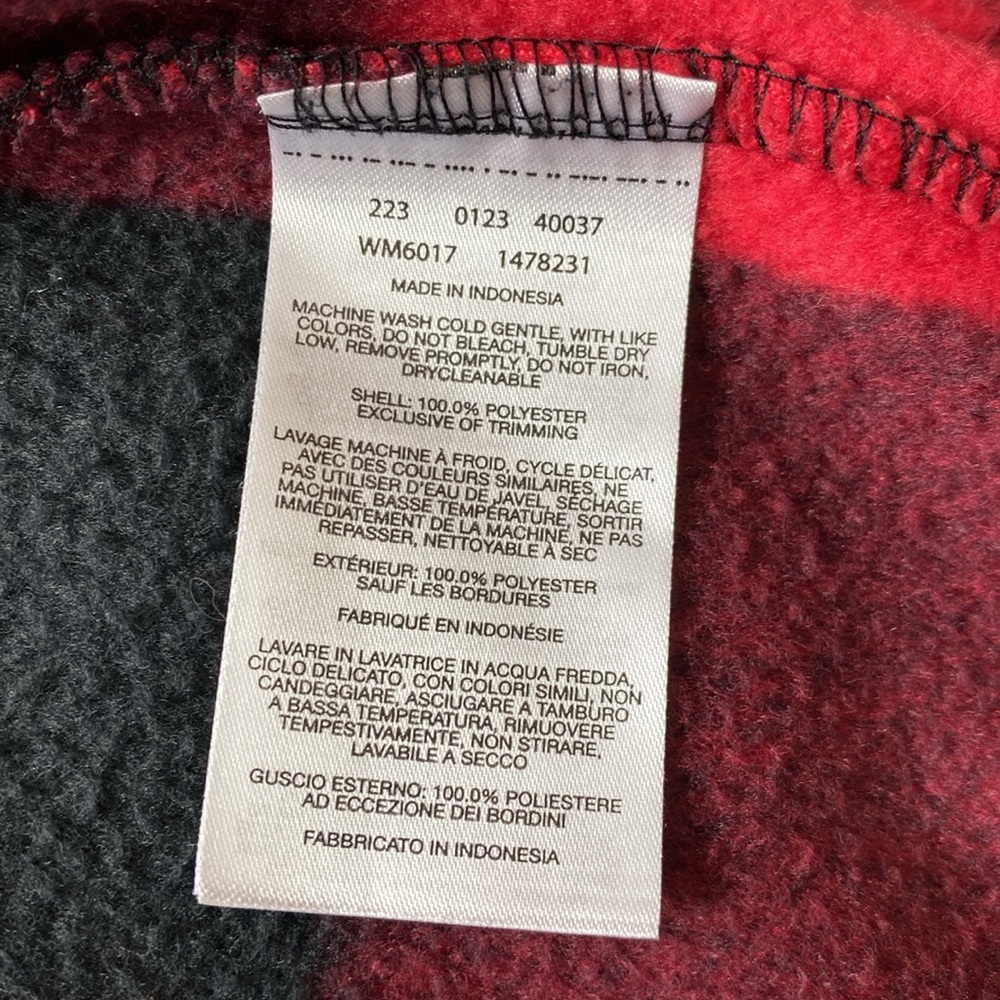 223 0123 40037
WM6017 1478231
MADE IN INDONESIA
MACHINE WASH COLD GENTLE, WITH LIKE
COLORS, DO NOT BLEACH, TUMBLE DRY
LOW, REMOVE PROMPTLY, DO NOT IRON,
DRYCLEANABLE
SHELL: 100.0% POLYESTER
EXCLUSIVE OF TRIMMING
LAVAGE MACHINE À FROID, CYCLE DÉLICAT,
AVEC DES COULEURS SIMILAIRES, NE
PAS UTILISER D'EAU DE JAVEL, SÉCHAGE
MACHINE, BASSE TEMPÉRATURE, SORTIR
IMMÉDIATEMENT DE LA MACHINE, NE PAS
REPASSER, NETTOYABLE À SEC
EXTÉRIEUR: 100.0% POLYESTER
SAUF LES BORDURES
FABRIQUÉ EN INDONÉSIE
LAVARE IN LAVATRICE IN ACQUA FREDDA,
CICLO DELICATO, CON COLORI SIMILI, NON
CANDEGGIARE, ASCIUGARE A TAMBURO
A BASSA TEMPERATURA, RIMUOVERE
TEMPESTIVAMENTE, NON STIRARE,
LAVABILE A SECCO
GUSCIO ESTERNO: 100.0% POLIESTERE
AD ECCEZIONE DEI BORDINI
FABBRICATO IN INDONESIA